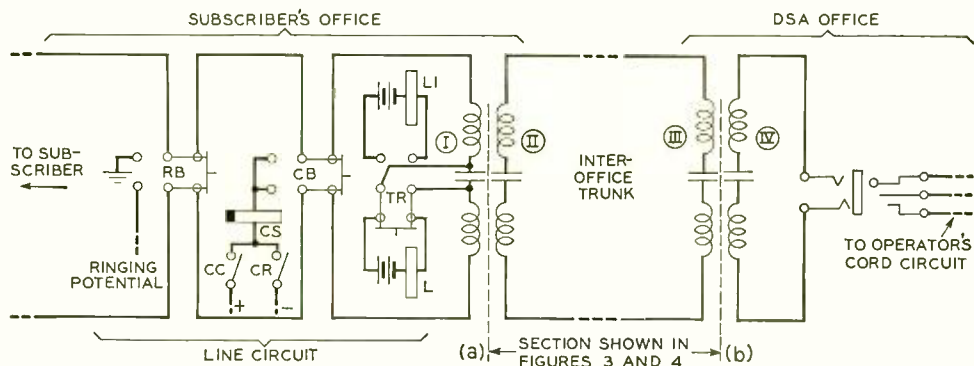 SUBSCRIBER'S OFFICE
DSA OFFICE
LI
I
II
III
IV
TO SUB-
SCRIBER
RB
CB
TR
INTER-
OFFICE
TRUNK
CS
CC
CR
+
−
L
RINGING
POTENTIAL
TO OPERATOR'S
CORD CIRCUIT
LINE CIRCUIT
(a)
SECTION SHOWN IN
FIGURES 3 AND 4
(b)